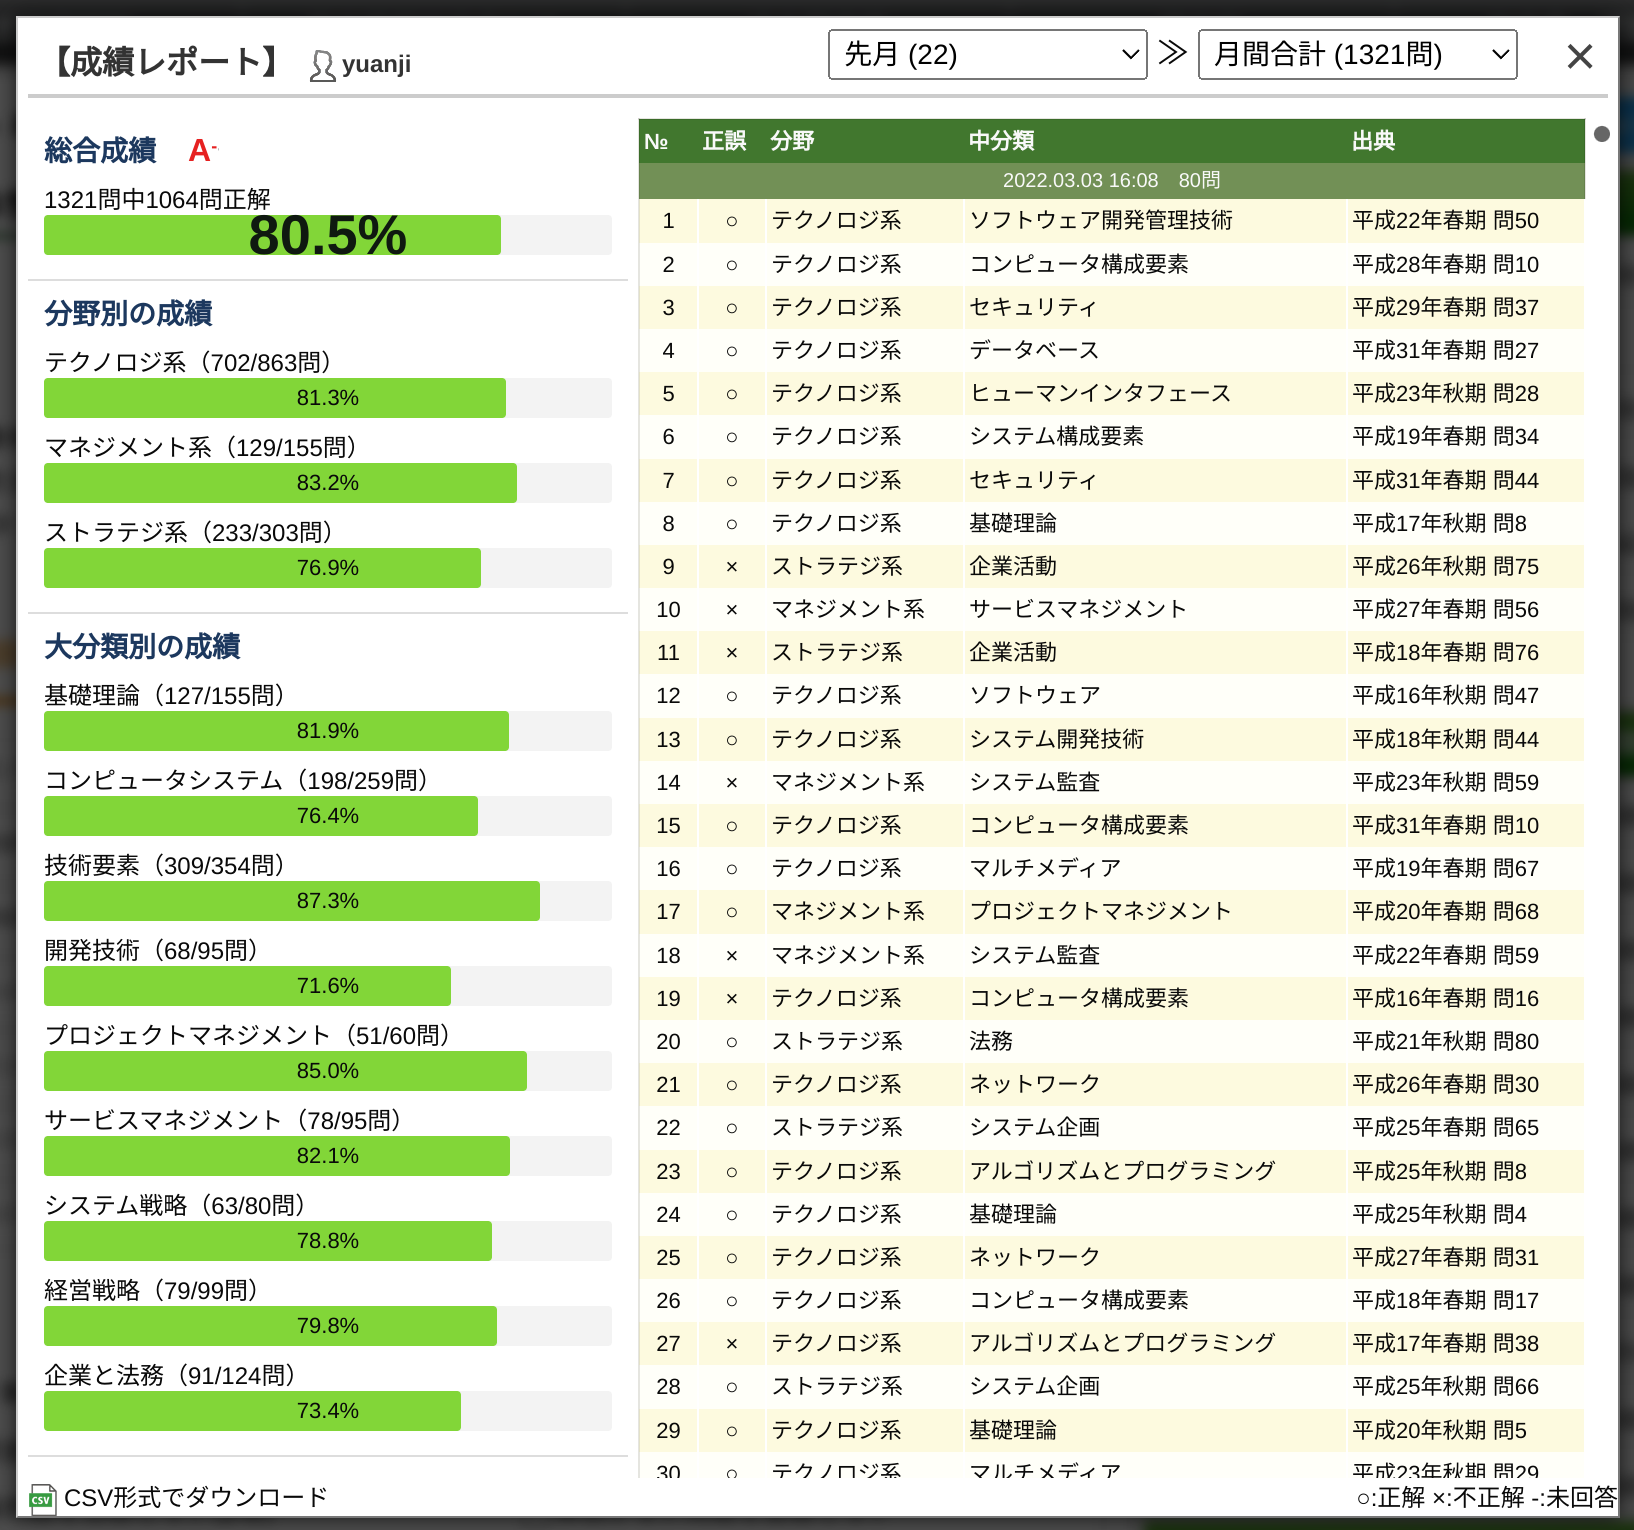 【成績レポート】 yuanji 先月 (22) ≫ 月間合計 (1321問) ×
総合成績 A-
1321問中1064問正解
80.5%
分野別の成績
テクノロジ系（702/863問）
81.3%
マネジメント系（129/155問）
83.2%
ストラテジ系（233/303問）
76.9%
大分類別の成績
基礎理論（127/155問）
81.9%
コンピュータシステム（198/259問）
76.4%
技術要素（309/354問）
87.3%
開発技術（68/95問）
71.6%
プロジェクトマネジメント（51/60問）
85.0%
サービスマネジメント（78/95問）
82.1%
システム戦略（63/80問）
78.8%
経営戦略（79/99問）
79.8%
企業と法務（91/124問）
73.4%
CSV CSV形式でダウンロード
№ 正誤 分野 中分類 出典
2022.03.03 16:08 80問
1 ○ テクノロジ系 ソフトウェア開発管理技術 平成22年春期 問50
2 ○ テクノロジ系 コンピュータ構成要素 平成28年春期 問10
3 ○ テクノロジ系 セキュリティ 平成29年春期 問37
4 ○ テクノロジ系 データベース 平成31年春期 問27
5 ○ テクノロジ系 ヒューマンインタフェース 平成23年秋期 問28
6 ○ テクノロジ系 システム構成要素 平成19年春期 問34
7 ○ テクノロジ系 セキュリティ 平成31年春期 問44
8 ○ テクノロジ系 基礎理論 平成17年秋期 問8
9 × ストラテジ系 企業活動 平成26年秋期 問75
10 × マネジメント系 サービスマネジメント 平成27年春期 問56
11 × ストラテジ系 企業活動 平成18年春期 問76
12 ○ テクノロジ系 ソフトウェア 平成16年秋期 問47
13 ○ テクノロジ系 システム開発技術 平成18年秋期 問44
14 × マネジメント系 システム監査 平成23年秋期 問59
15 ○ テクノロジ系 コンピュータ構成要素 平成31年春期 問10
16 ○ テクノロジ系 マルチメディア 平成19年春期 問67
17 ○ マネジメント系 プロジェクトマネジメント 平成20年春期 問68
18 × マネジメント系 システム監査 平成22年春期 問59
19 × テクノロジ系 コンピュータ構成要素 平成16年春期 問16
20 ○ ストラテジ系 法務 平成21年秋期 問80
21 ○ テクノロジ系 ネットワーク 平成26年春期 問30
22 ○ ストラテジ系 システム企画 平成25年春期 問65
23 ○ テクノロジ系 アルゴリズムとプログラミング 平成25年秋期 問8
24 ○ テクノロジ系 基礎理論 平成25年秋期 問4
25 ○ テクノロジ系 ネットワーク 平成27年春期 問31
26 ○ テクノロジ系 コンピュータ構成要素 平成18年春期 問17
27 × テクノロジ系 アルゴリズムとプログラミング 平成17年春期 問38
28 ○ ストラテジ系 システム企画 平成25年秋期 問66
29 ○ テクノロジ系 基礎理論 平成20年秋期 問5
30 ○ テクノロジ系 マルチメディア 平成23年秋期 問29
○:正解 ×:不正解 -:未回答